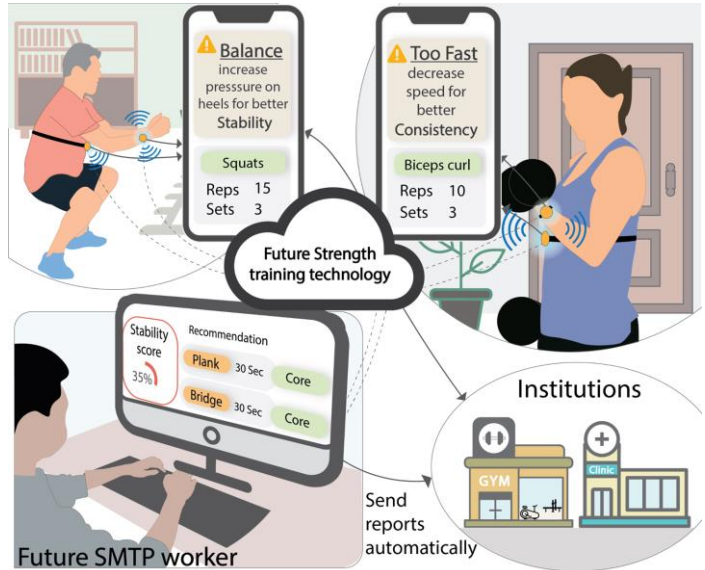 Balance
increase
presssure on
heels for better
Stability
Squats
Reps 15
Sets 3
Too Fast
decrease
speed for
better
Consistency
Biceps curl
Reps 10
Sets 3
Future Strength
training technology
Stability
score
35%
Recommendation
Plank 30 Sec Core
Bridge 30 Sec Core
Future SMTP worker
Send
reports
automatically
Institutions
GYM
Clinic